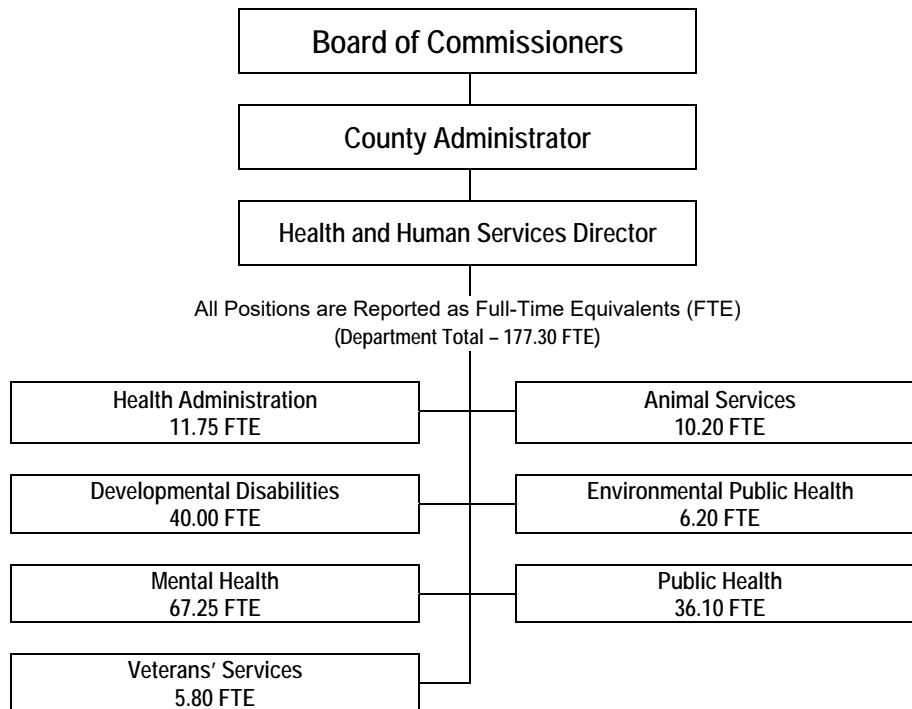 Board of Commissioners
County Administrator
Health and Human Services Director
All Positions are Reported as Full-Time Equivalents (FTE)
(Department Total – 177.30 FTE)
Health Administration
11.75 FTE
Animal Services
10.20 FTE
Developmental Disabilities
40.00 FTE
Environmental Public Health
6.20 FTE
Mental Health
67.25 FTE
Public Health
36.10 FTE
Veterans’ Services
5.80 FTE